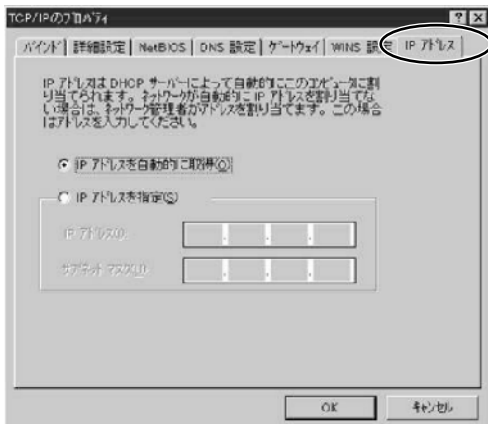 TCP/IPのプロパティ
バインド 詳細設定 NetBIOS DNS 設定 ゲートウェイ WINS 設定 IP アドレス
IP アドレスは DHCP サーバーによって自動的にこのコンピュータに割
り当てられます。ネットワークが自動的に IP アドレスを割り当てな
い場合は、ネットワーク管理者がアドレスを割り当てます。この場合
はアドレスを入力してください。
IP アドレスを自動的に取得(O)
IP アドレスを指定(S)
IP アドレス(I):
サブネット マスク(U):
OK キャンセル